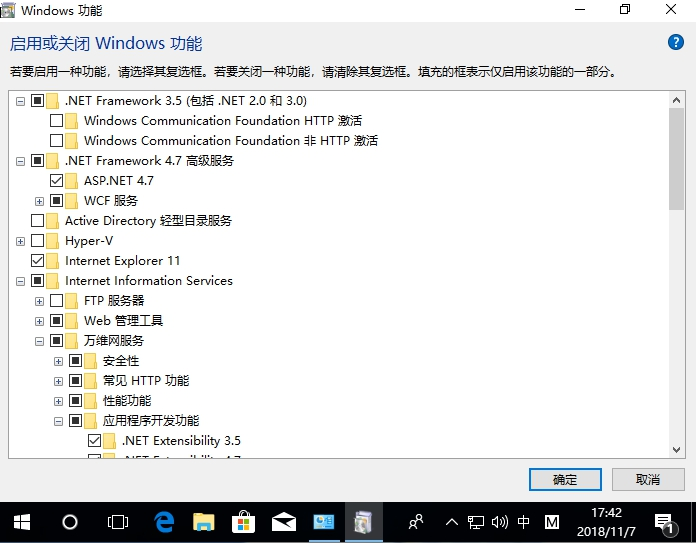 Windows 功能
启用或关闭 Windows 功能
若要启用一种功能，请选择其复选框。若要关闭一种功能，请清除其复选框。填充的框表示仅启用该功能的一部分。
.NET Framework 3.5 (包括 .NET 2.0 和 3.0)
Windows Communication Foundation HTTP 激活
Windows Communication Foundation 非 HTTP 激活
.NET Framework 4.7 高级服务
ASP.NET 4.7
WCF 服务
Active Directory 轻型目录服务
Hyper-V
Internet Explorer 11
Internet Information Services
FTP 服务器
Web 管理工具
万维网服务
安全性
常见 HTTP 功能
性能功能
应用程序开发功能
.NET Extensibility 3.5
.NET Extensibility 4.7
确定 取消
中 M 17:42
2018/11/7 1